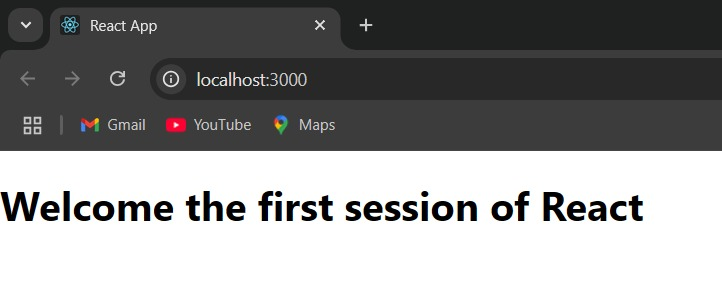 React App
localhost:3000
Gmail YouTube Maps
Welcome the first session of React